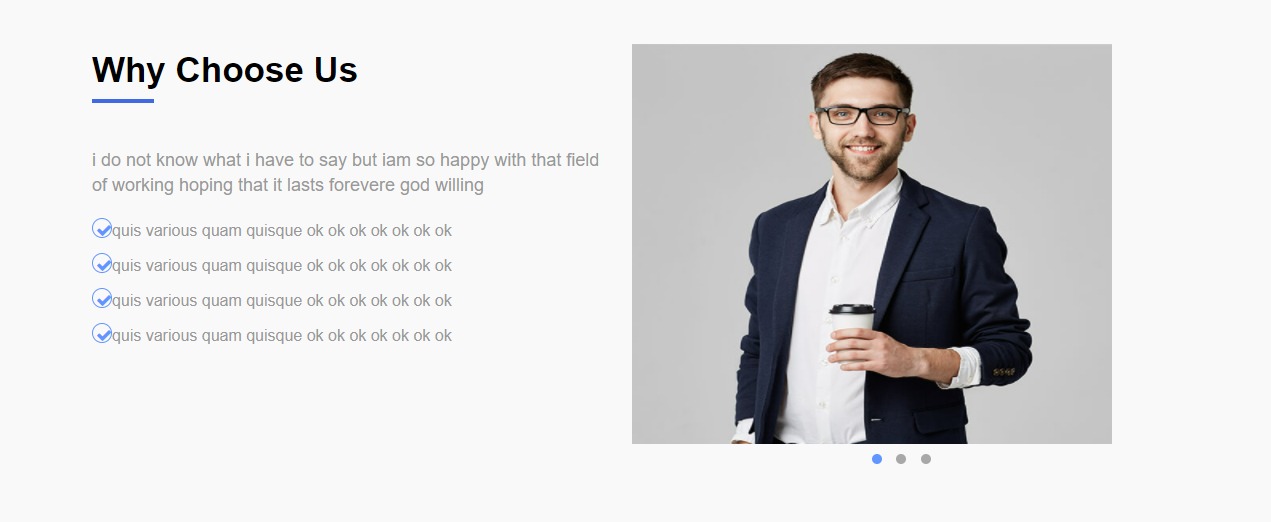 Why Choose Us
i do not know what i have to say but iam so happy with that field
of working hoping that it lasts forevere god willing
quis various quam quisque ok ok ok ok ok ok ok
quis various quam quisque ok ok ok ok ok ok ok
quis various quam quisque ok ok ok ok ok ok ok
quis various quam quisque ok ok ok ok ok ok ok